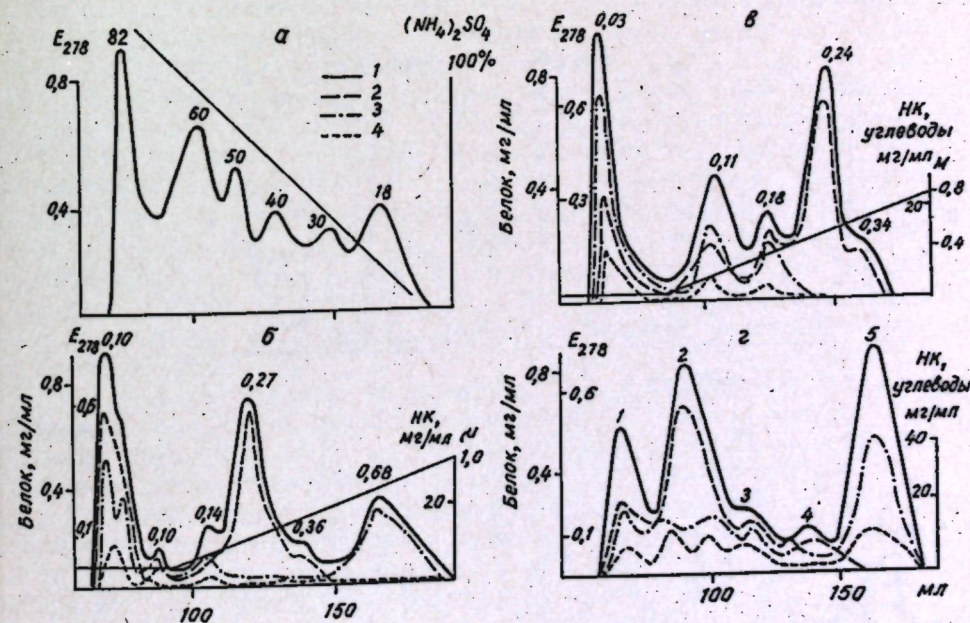 а
(NH₄)₂SO₄
100%
E₂₇₈
82
0,8
60
50
40
30
18
0,4
1
2
3
4
в
E₂₇₈
0,03
0,8
0,6
0,4
0,3
0,11
0,18
0,24
0,34
Белок, мг/мл
НК,
углеводы
мг/мл м
0,8
20
0,4
100
150
б
E₂₇₈
0,10
0,8
0,6
0,4
0,1
0,10
0,14
0,27
0,36
0,68
Белок, мг/мл
НК,
мг/мл м
1,0
20
100
150
г
E₂₇₈
0,8
0,6
0,4
0,1
1
2
3
4
5
Белок, мг/мл
НК,
углеводы
мг/мл
40
20
100
150
мл